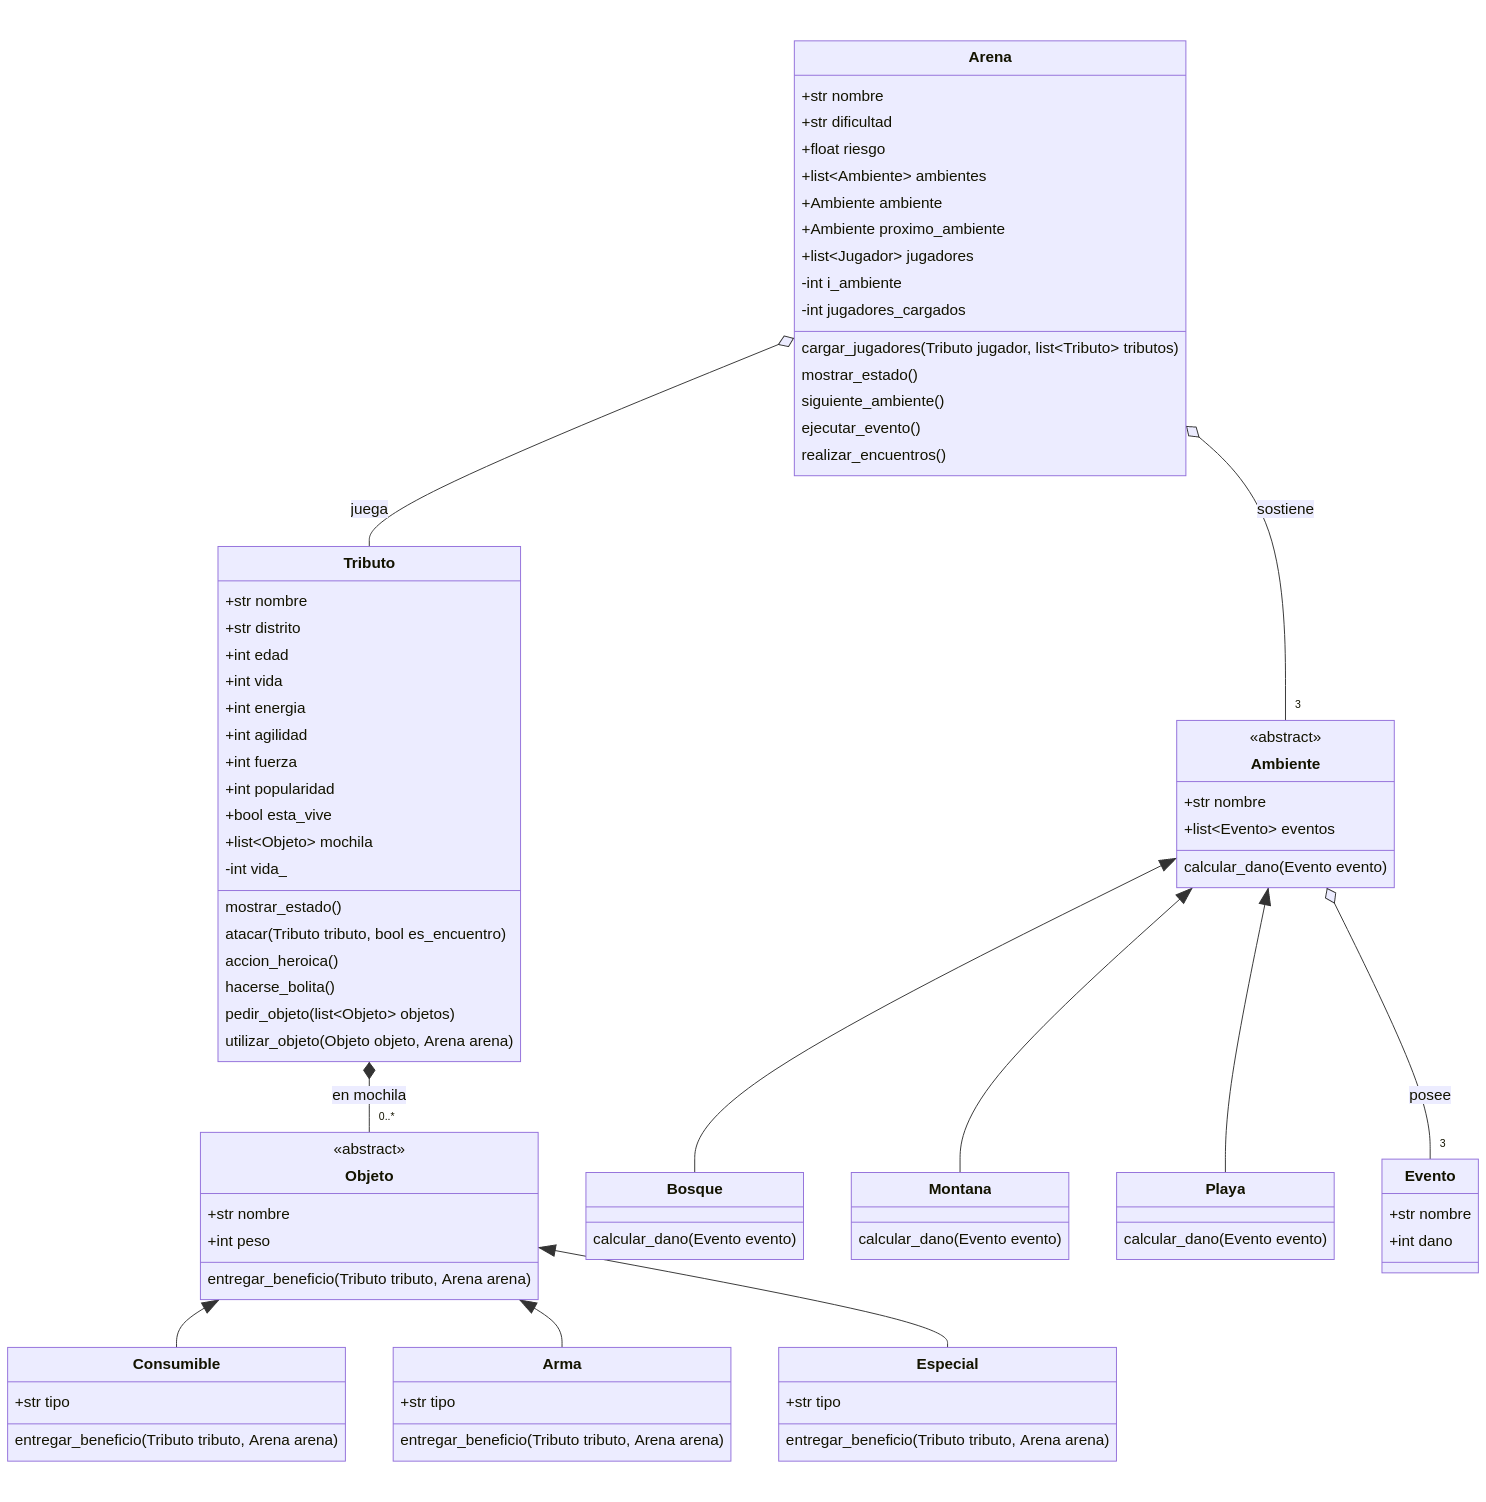 Arena
+str nombre
+str dificultad
+float riesgo
+list<Ambiente> ambientes
+Ambiente ambiente
+Ambiente proximo_ambiente
+list<Jugador> jugadores
-int i_ambiente
-int jugadores_cargados
cargar_jugadores(Tributo jugador, list<Tributo> tributos)
mostrar_estado()
siguiente_ambiente()
ejecutar_evento()
realizar_encuentros()
juega
sostiene
3
Tributo
+str nombre
+str distrito
+int edad
+int vida
+int energia
+int agilidad
+int fuerza
+int popularidad
+bool esta_vive
+list<Objeto> mochila
-int vida_
mostrar_estado()
atacar(Tributo tributo, bool es_encuentro)
accion_heroica()
hacerse_bolita()
pedir_objeto(list<Objeto> objetos)
utilizar_objeto(Objeto objeto, Arena arena)
«abstract»
Ambiente
+str nombre
+list<Evento> eventos
calcular_dano(Evento evento)
en mochila
0..*
posee
3
«abstract»
Objeto
+str nombre
+int peso
entregar_beneficio(Tributo tributo, Arena arena)
Bosque
calcular_dano(Evento evento)
Montana
calcular_dano(Evento evento)
Playa
calcular_dano(Evento evento)
Evento
+str nombre
+int dano
Consumible
+str tipo
entregar_beneficio(Tributo tributo, Arena arena)
Arma
+str tipo
entregar_beneficio(Tributo tributo, Arena arena)
Especial
+str tipo
entregar_beneficio(Tributo tributo, Arena arena)